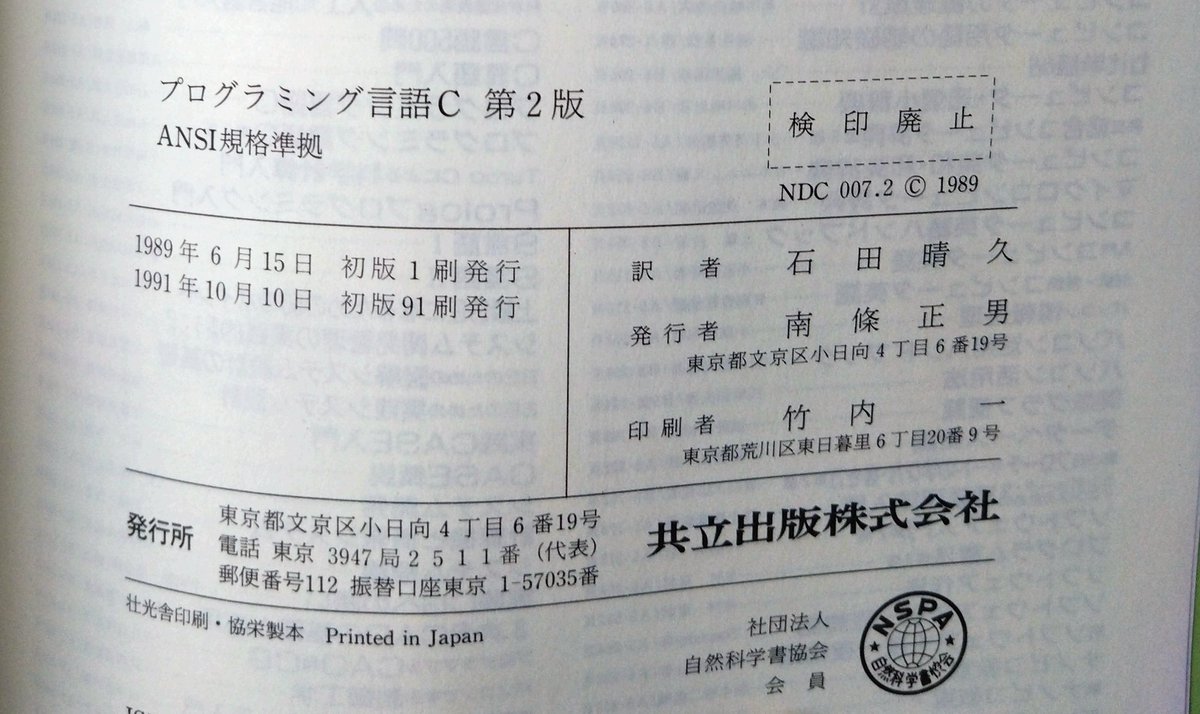 プログラミング言語C 第2版
ANSI規格準拠
検印廃止
NDC 007.2 © 1989
1989年6月15日 初版1刷発行
1991年10月10日 初版91刷発行
訳者 石田晴久
発行者 南條正男
東京都文京区小日向4丁目6番19号
印刷者 竹内一
東京都荒川区東日暮里6丁目20番9号
発行所
東京都文京区小日向4丁目6番19号
電話 東京 3947局2511番(代表)
郵便番号112 振替口座東京 1-57035番
共立出版株式会社
壮光舎印刷・協栄製本 Printed in Japan
社団法人
自然科学書協会
会員
NSPA
自然科学書協会